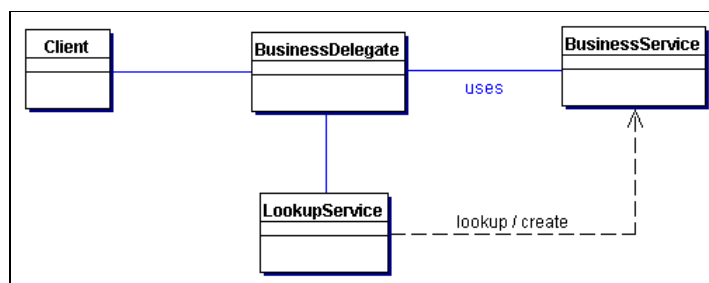 Client
BusinessDelegate
BusinessService
uses
LookupService
lookup / create